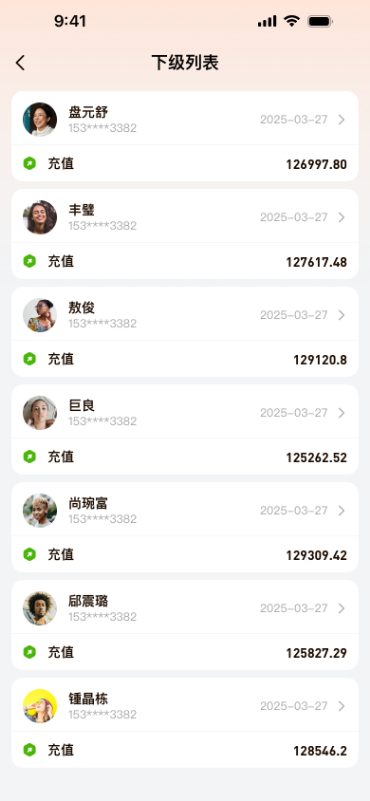 9:41
下级列表
盘元舒
153****3382
2025-03-27
充值
126997.80
丰璧
153****3382
2025-03-27
充值
127617.48
敖俊
153****3382
2025-03-27
充值
129120.8
巨良
153****3382
2025-03-27
充值
125262.52
尚琬富
153****3382
2025-03-27
充值
129309.42
邱震璐
153****3382
2025-03-27
充值
125827.29
锺晶栋
153****3382
2025-03-27
充值
128546.2